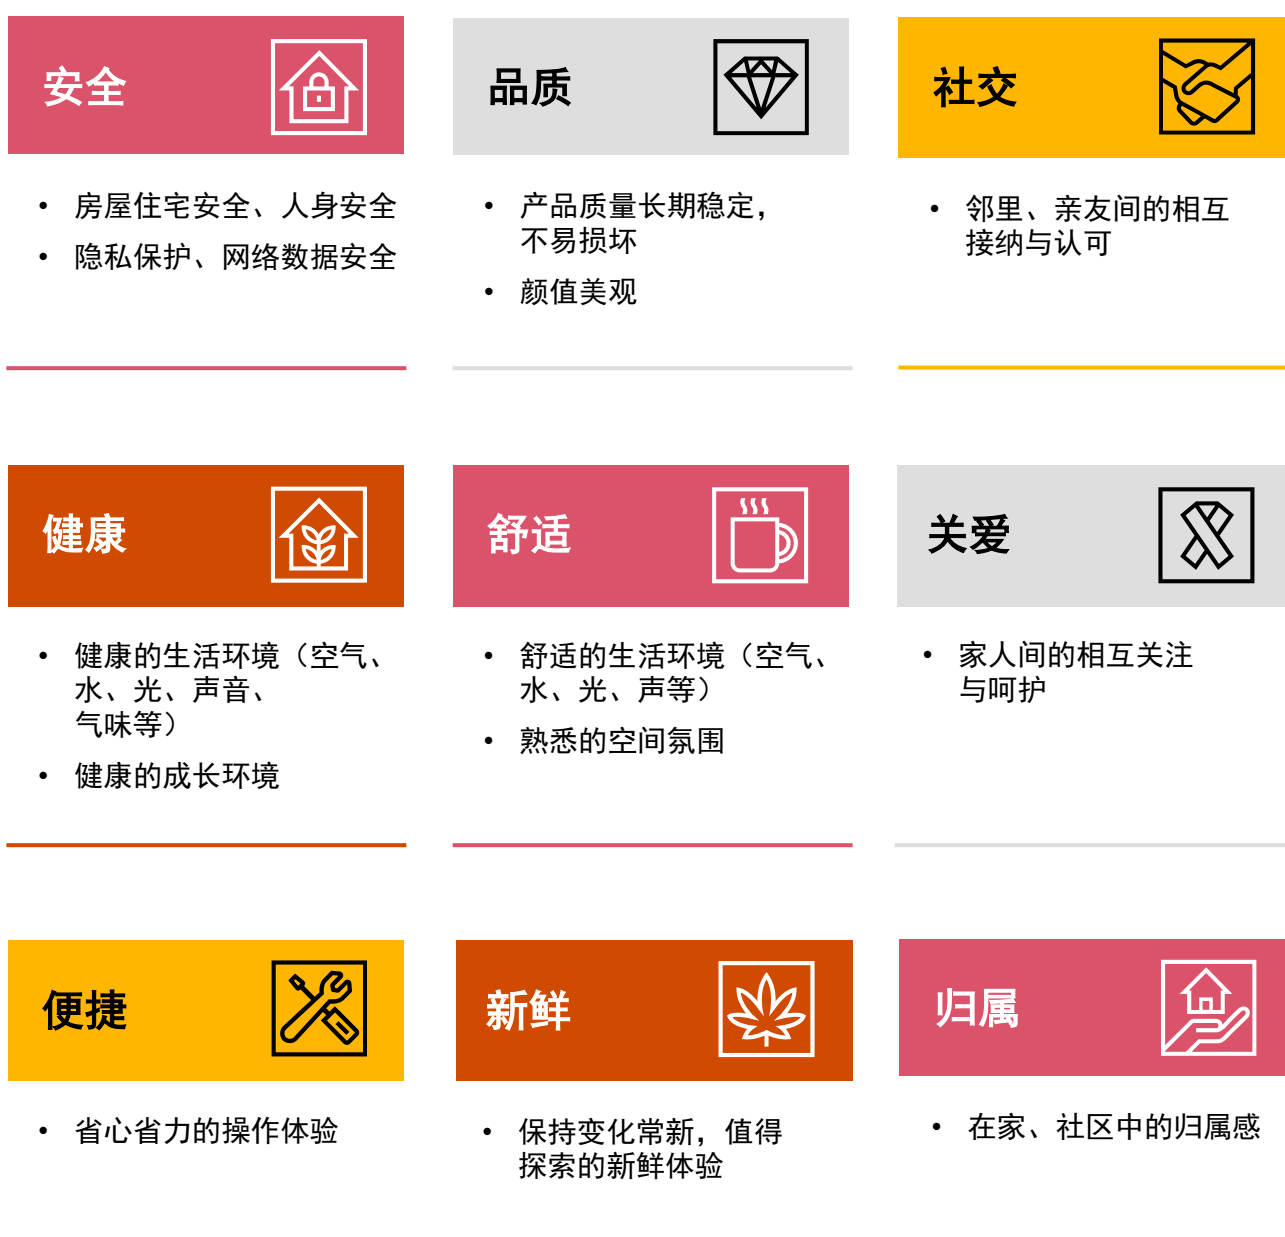 安全
• 房屋住宅安全、人身安全
• 隐私保护、网络数据安全
品质
• 产品质量长期稳定，
不易损坏
• 颜值美观
社交
• 邻里、亲友间的相互
接纳与认可
健康
• 健康的生活环境（空气、
水、光、声音、
气味等）
• 健康的成长环境
舒适
• 舒适的生活环境（空气、
水、光、声等）
• 熟悉的空间氛围
关爱
• 家人间的相互关注
与呵护
便捷
• 省心省力的操作体验
新鲜
• 保持变化常新，值得
探索的新鲜体验
归属
• 在家、社区中的归属感